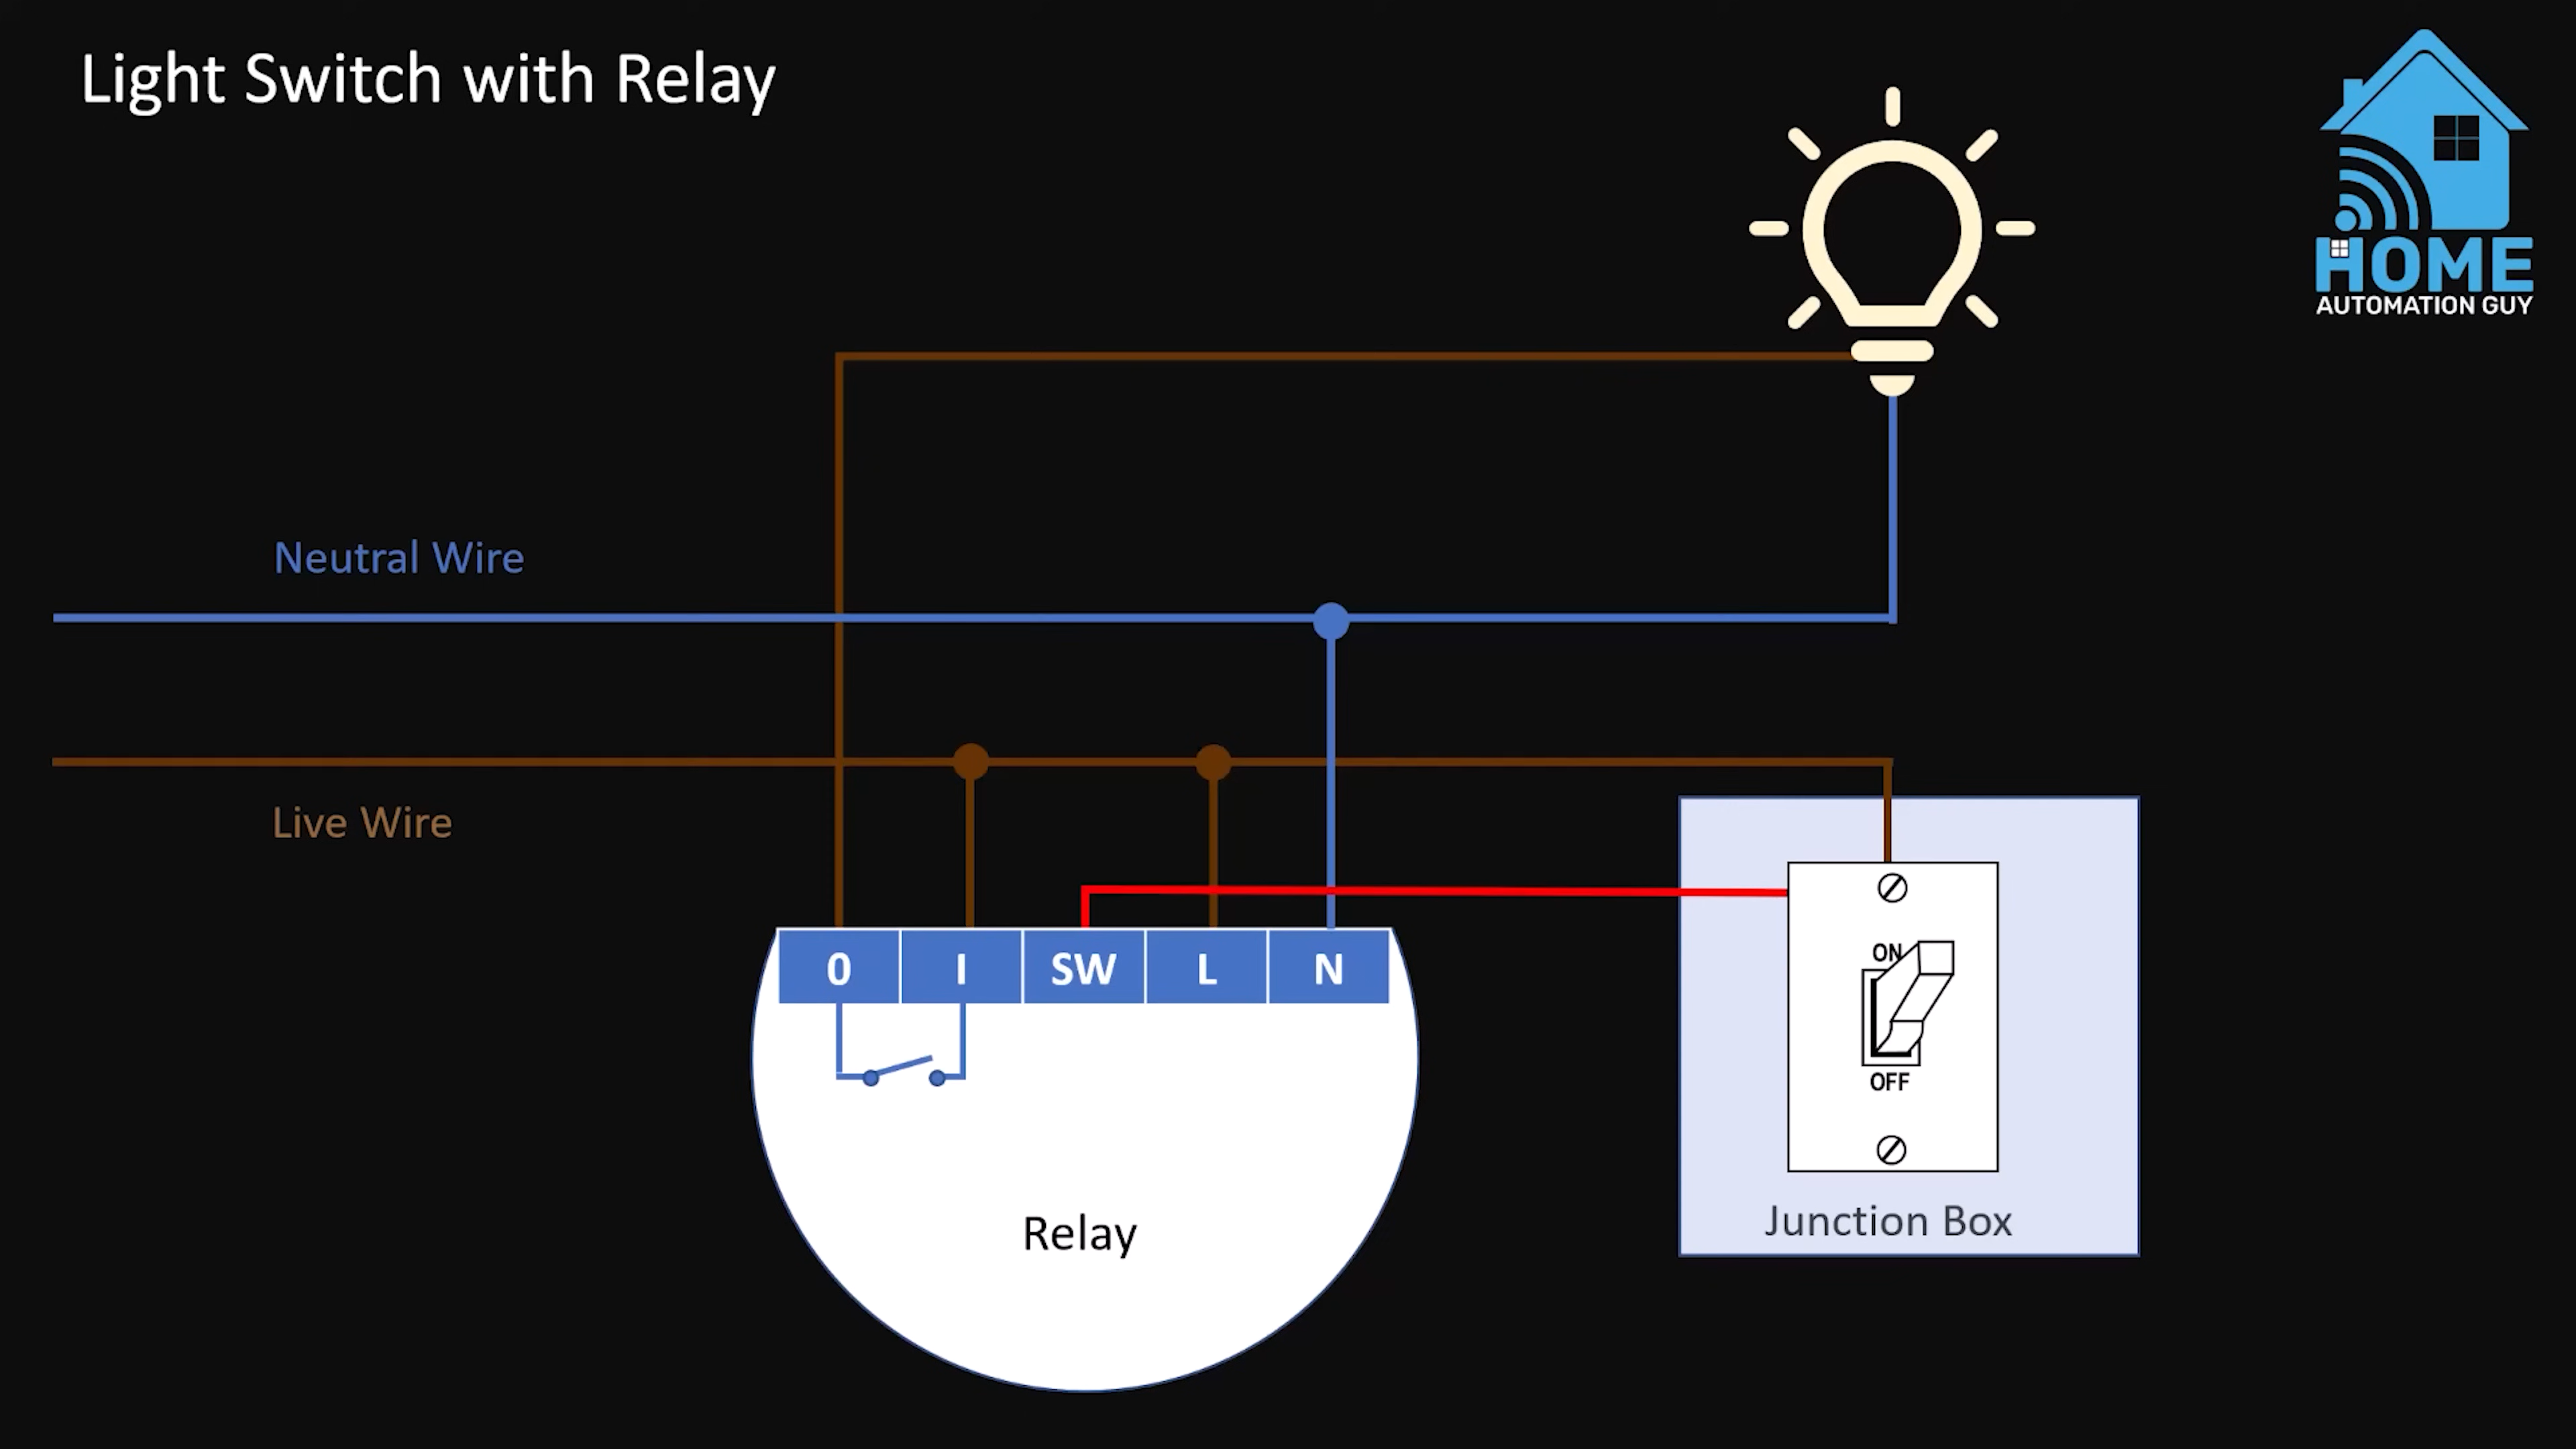 Light Switch with Relay
HOME
AUTOMATION GUY
Neutral Wire
Live Wire
0 I SW L N
ON
OFF
Relay
Junction Box